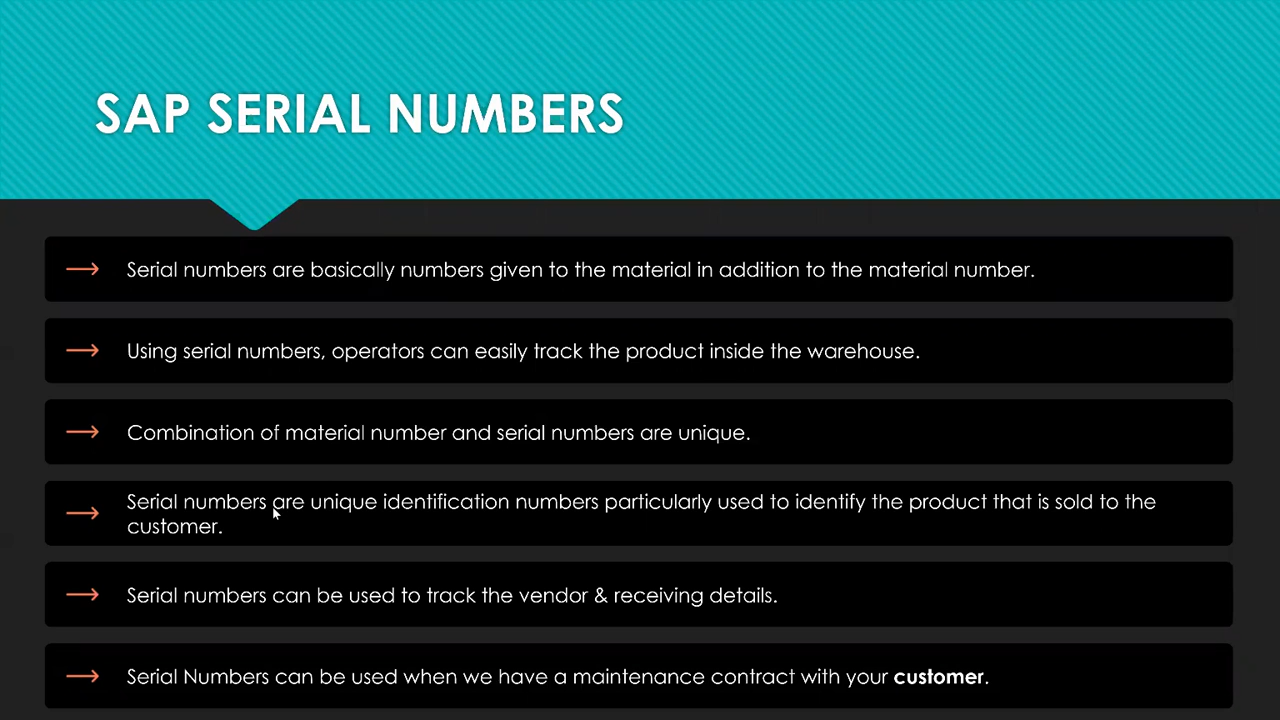 SAP SERIAL NUMBERS
Serial numbers are basically numbers given to the material in addition to the material number.
Using serial numbers, operators can easily track the product inside the warehouse.
Combination of material number and serial numbers are unique.
Serial numbers are unique identification numbers particularly used to identify the product that is sold to the
customer.
Serial numbers can be used to track the vendor & receiving details.
Serial Numbers can be used when we have a maintenance contract with your customer.